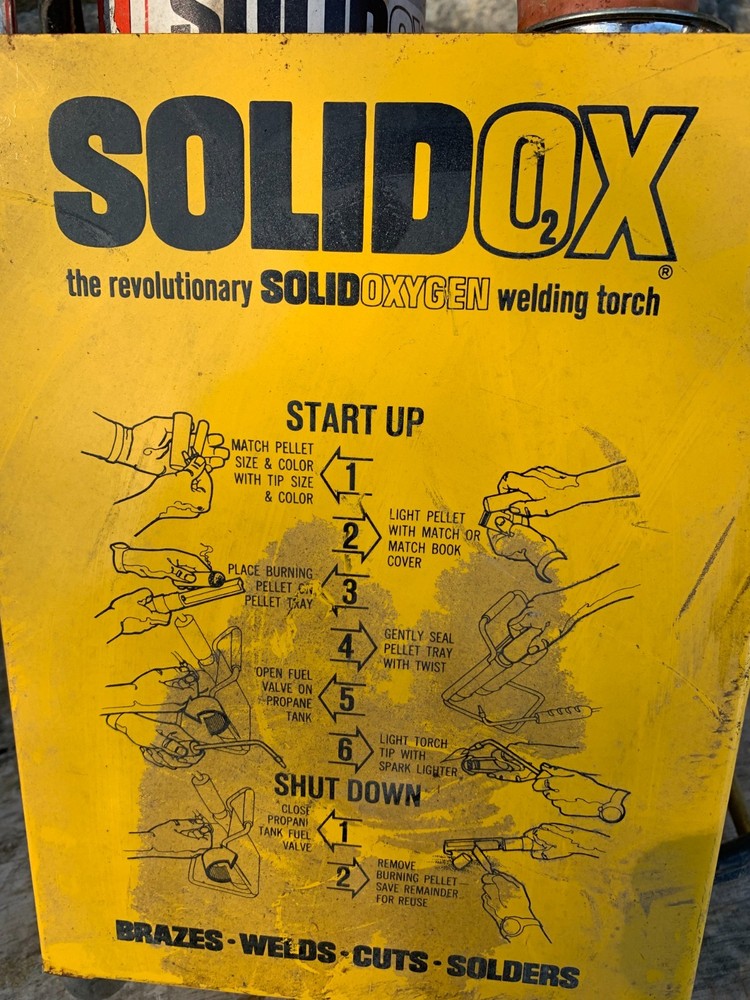 SOLIDOX
SOLIDO₂X®
the revolutionary SOLIDOXYGEN welding torch
START UP
1
MATCH PELLET
SIZE & COLOR
WITH TIP SIZE
& COLOR
2
LIGHT PELLET
WITH MATCH OR
MATCH BOOK
COVER
3
PLACE BURNING
PELLET ON
PELLET TRAY
4
GENTLY SEAL
PELLET TRAY
WITH TWIST
5
OPEN FUEL
VALVE ON
PROPANE
TANK
6
LIGHT TORCH
TIP WITH
SPARK LIGHTER
SHUT DOWN
1
CLOSE
PROPANE
TANK FUEL
VALVE
2
REMOVE
BURNING PELLET
SAVE REMAINDER
FOR REUSE
BRAZES · WELDS · CUTS · SOLDERS